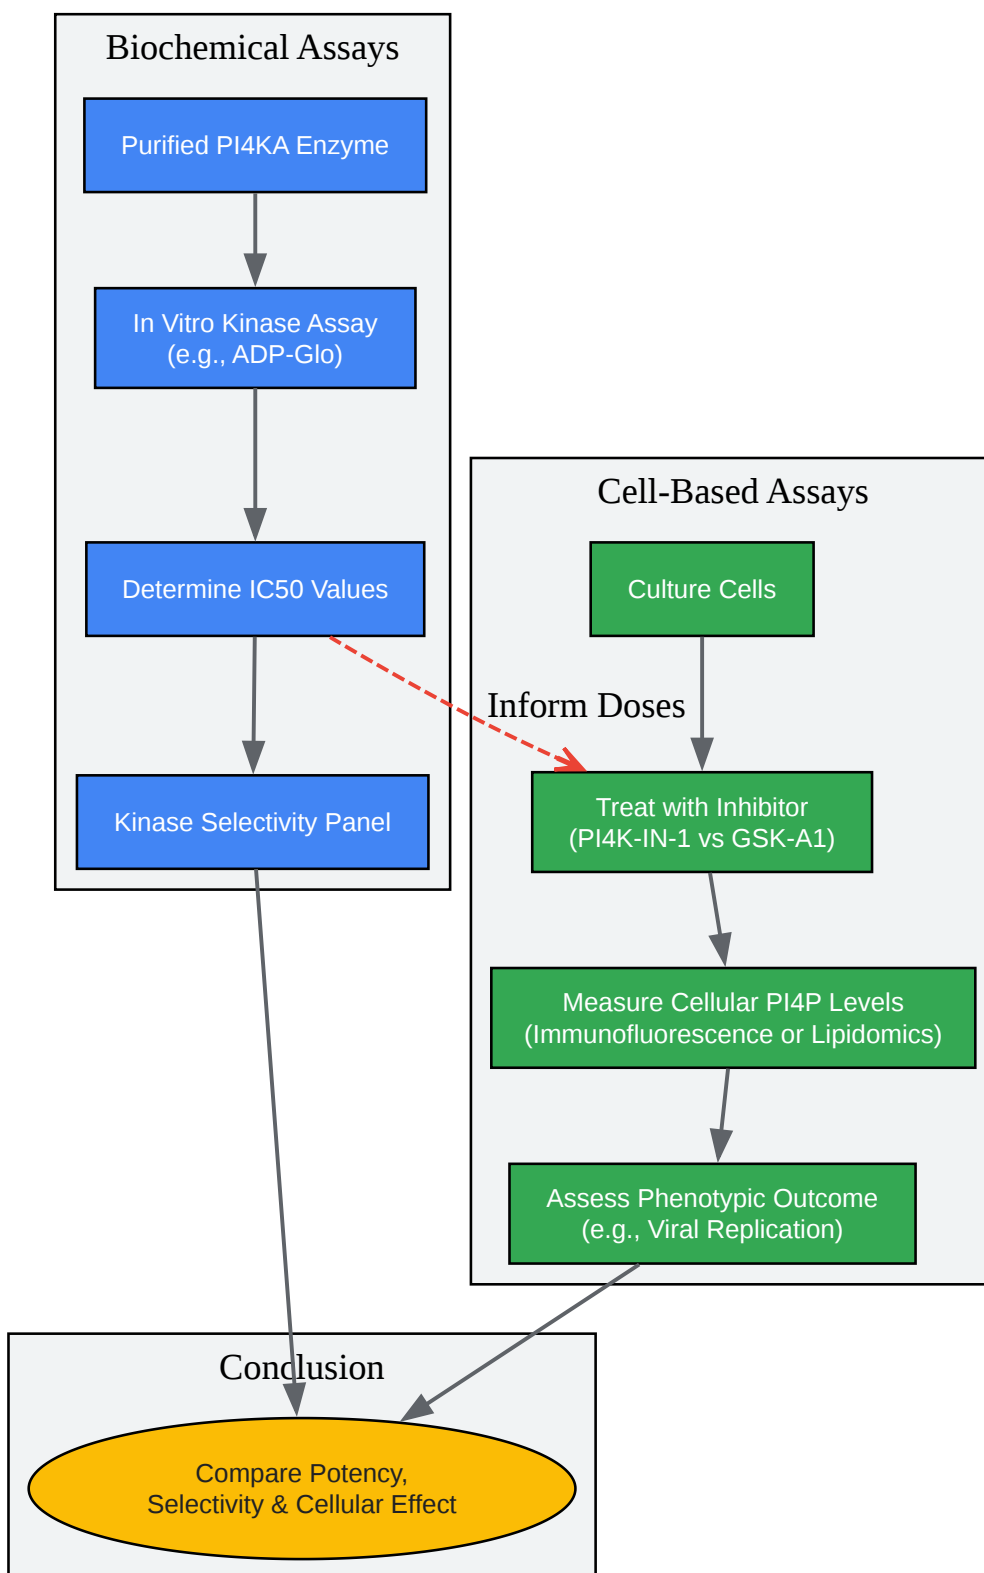 Biochemical Assays
Purified PI4KA Enzyme
In Vitro Kinase Assay
(e.g., ADP-Glo)
Determine IC50 Values
Kinase Selectivity Panel
Inform Doses
Cell-Based Assays
Culture Cells
Treat with Inhibitor
(PI4K-IN-1 vs GSK-A1)
Measure Cellular PI4P Levels
(Immunofluorescence or Lipidomics)
Assess Phenotypic Outcome
(e.g., Viral Replication)
Conclusion
Compare Potency,
Selectivity & Cellular Effect